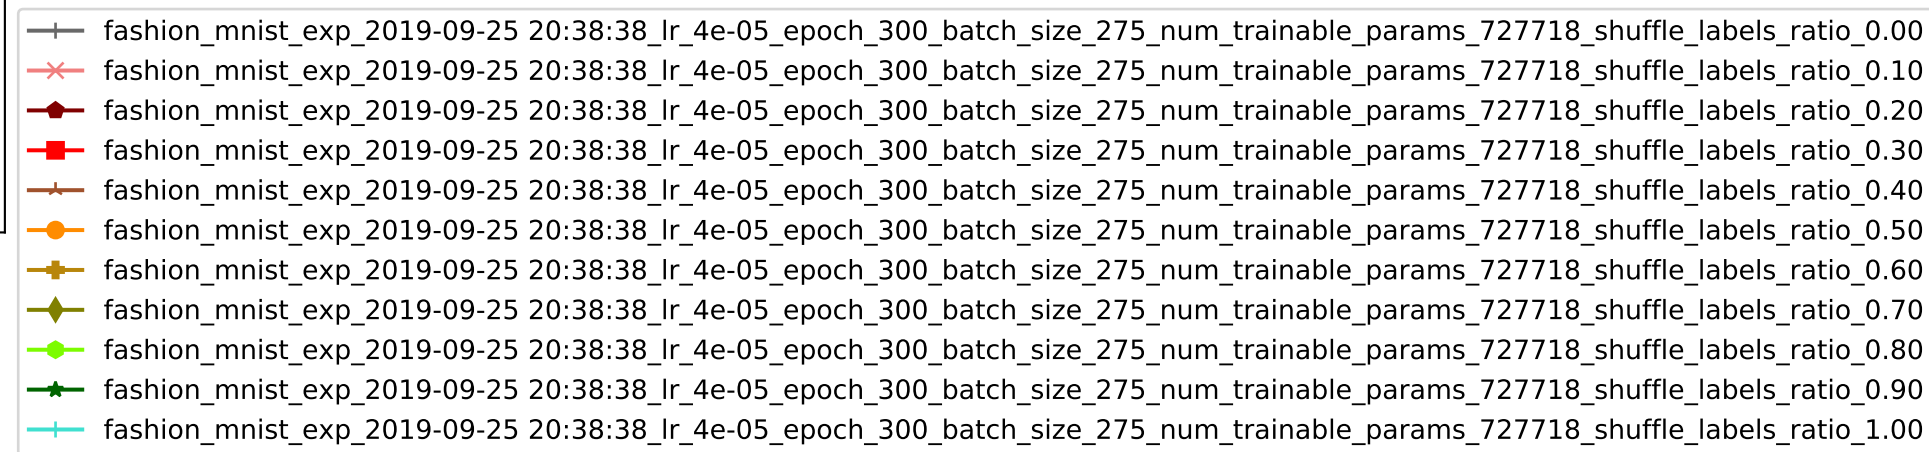 fashion_mnist_exp_2019-09-25 20:38:38_lr_4e-05_epoch_300_batch_size_275_num_trainable_params_727718_shuffle_labels_ratio_0.00
fashion_mnist_exp_2019-09-25 20:38:38_lr_4e-05_epoch_300_batch_size_275_num_trainable_params_727718_shuffle_labels_ratio_0.10
fashion_mnist_exp_2019-09-25 20:38:38_lr_4e-05_epoch_300_batch_size_275_num_trainable_params_727718_shuffle_labels_ratio_0.20
fashion_mnist_exp_2019-09-25 20:38:38_lr_4e-05_epoch_300_batch_size_275_num_trainable_params_727718_shuffle_labels_ratio_0.30
fashion_mnist_exp_2019-09-25 20:38:38_lr_4e-05_epoch_300_batch_size_275_num_trainable_params_727718_shuffle_labels_ratio_0.40
fashion_mnist_exp_2019-09-25 20:38:38_lr_4e-05_epoch_300_batch_size_275_num_trainable_params_727718_shuffle_labels_ratio_0.50
fashion_mnist_exp_2019-09-25 20:38:38_lr_4e-05_epoch_300_batch_size_275_num_trainable_params_727718_shuffle_labels_ratio_0.60
fashion_mnist_exp_2019-09-25 20:38:38_lr_4e-05_epoch_300_batch_size_275_num_trainable_params_727718_shuffle_labels_ratio_0.70
fashion_mnist_exp_2019-09-25 20:38:38_lr_4e-05_epoch_300_batch_size_275_num_trainable_params_727718_shuffle_labels_ratio_0.80
fashion_mnist_exp_2019-09-25 20:38:38_lr_4e-05_epoch_300_batch_size_275_num_trainable_params_727718_shuffle_labels_ratio_0.90
fashion_mnist_exp_2019-09-25 20:38:38_lr_4e-05_epoch_300_batch_size_275_num_trainable_params_727718_shuffle_labels_ratio_1.00